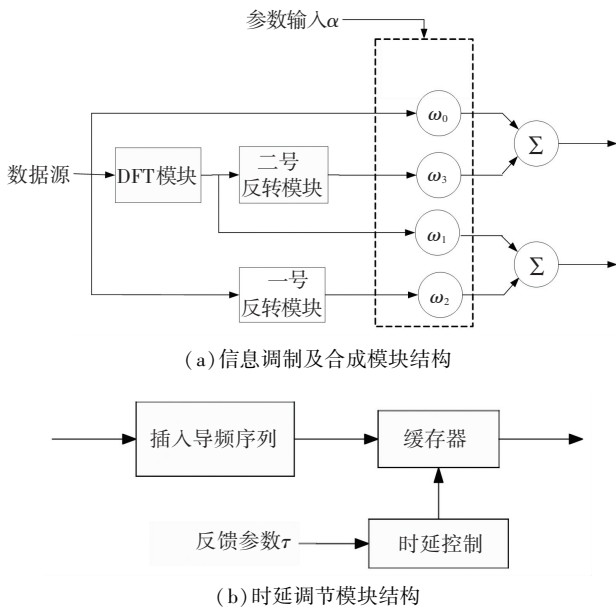 参数输入α
ω₀
Σ
数据源
DFT模块
二号
反转模块
ω₃
ω₁
Σ
一号
反转模块
ω₂
(a)信息调制及合成模块结构
插入导频序列
缓存器
反馈参数τ
时延控制
(b)时延调节模块结构